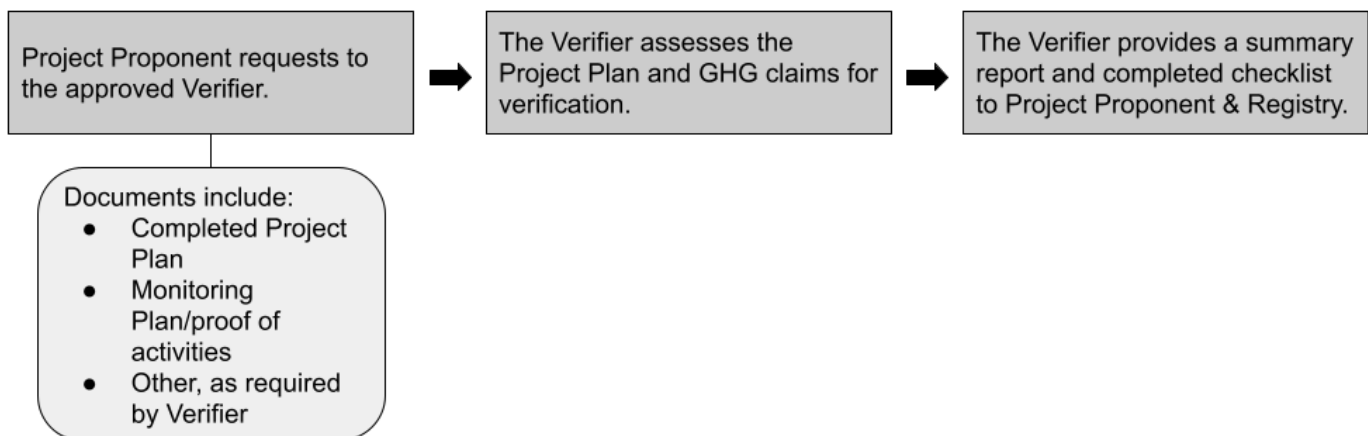 Project Proponent requests to
the approved Verifier.
The Verifier assesses the
Project Plan and GHG claims for
verification.
The Verifier provides a summary
report and completed checklist
to Project Proponent & Registry.
Documents include:
● Completed Project
Plan
● Monitoring
Plan/proof of
activities
● Other, as required
by Verifier